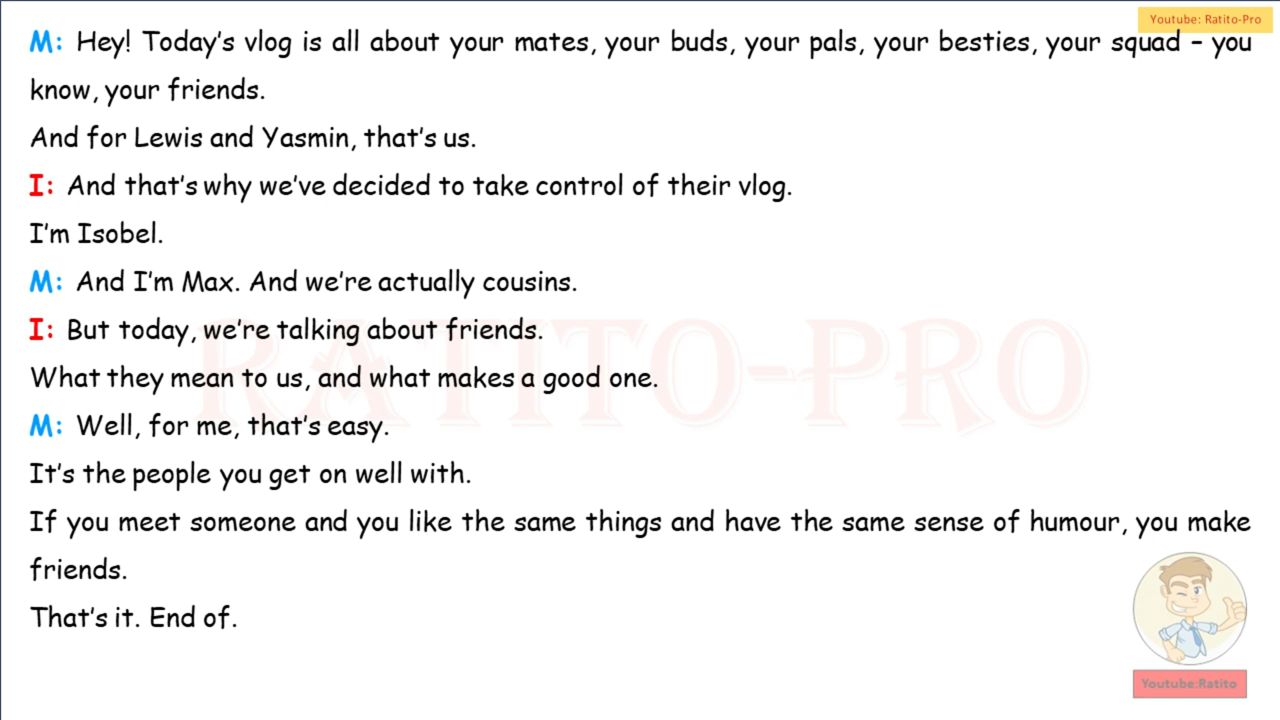 Youtube: Ratito-Pro
M: Hey! Today's vlog is all about your mates, your buds, your pals, your besties, your squad – you
know, your friends.
And for Lewis and Yasmin, that's us.
I: And that's why we've decided to take control of their vlog.
I'm Isobel.
M: And I'm Max. And we're actually cousins.
I: But today, we're talking about friends.
What they mean to us, and what makes a good one.
M: Well, for me, that's easy.
It's the people you get on well with.
If you meet someone and you like the same things and have the same sense of humour, you make
friends.
That's it. End of.
RATITO-PRO
Youtube:Ratito